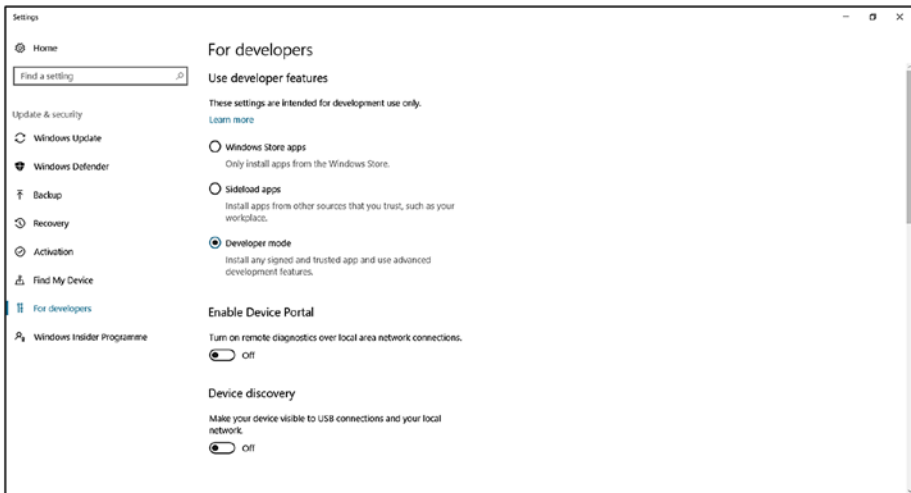 Settings
Home
Find a setting
Update & security
Windows Update
Windows Defender
Backup
Recovery
Activation
Find My Device
For developers
Windows Insider Programme
For developers
Use developer features
These settings are intended for development use only.
Learn more
Windows Store apps
Only install apps from the Windows Store.
Sideload apps
Install apps from other sources that you trust, such as your
workplace.
Developer mode
Install any signed and trusted app and use advanced
development features.
Enable Device Portal
Turn on remote diagnostics over local area network connections.
Off
Device discovery
Make your device visible to USB connections and your local
network.
Off